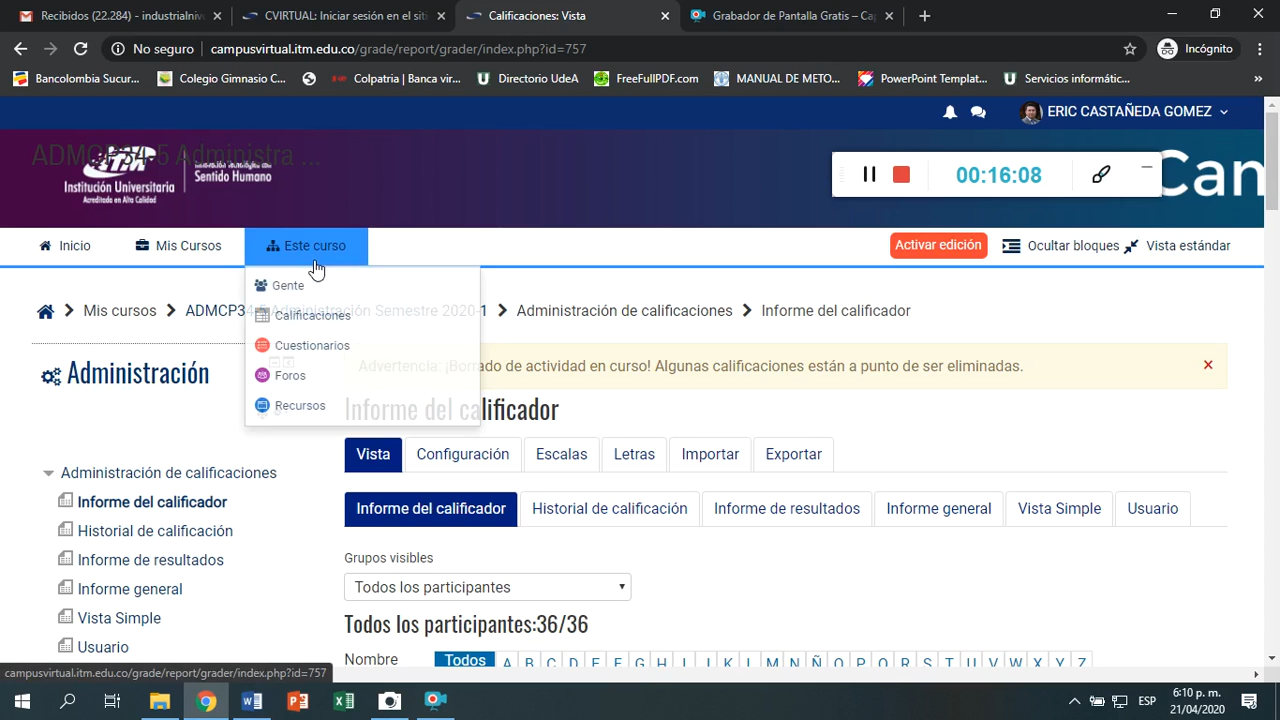 Recibidos (22.284) - industrialnive
CVIRTUAL: Iniciar sesión en el siti
Calificaciones: Vista
Grabador de Pantalla Gratis – Ca
No seguro
campusvirtual.itm.edu.co/grade/report/grader/index.php?id=757
Incógnito
Bancolombia Sucur...
Colegio Gimnasio C...
Colpatria | Banca vir...
Directorio UdeA
FreeFullPDF.com
MANUAL DE METO...
PowerPoint Templat...
Servicios informátic...
»
ERIC CASTAÑEDA GOMEZ
ADMCP34-5 Administra ...
Institución Universitaria
Acreditada en Alta Calidad
Sentido Humano
00:16:08
Can
Inicio
Mis Cursos
Este curso
Activar edición
Ocultar bloques
Vista estándar
Gente
Calificaciones
Cuestionarios
Foros
Recursos
Mis cursos
ADMCP34-5 Administración Semestre 2020-1
Administración de calificaciones
Informe del calificador
Advertencia: ¡Borrado de actividad en curso! Algunas calificaciones están a punto de ser eliminadas.
Administración
Informe del calificador
Vista
Configuración
Escalas
Letras
Importar
Exportar
Administración de calificaciones
Informe del calificador
Historial de calificación
Informe de resultados
Informe general
Vista Simple
Usuario
Informe del calificador
Historial de calificación
Informe de resultados
Informe general
Vista Simple
Usuario
Grupos visibles
Todos los participantes
Todos los participantes:36/36
Nombre
Todos A B C D E F G H I J K L M N Ñ O P Q R S T U V W X Y Z
campusvirtual.itm.edu.co/grade/report/grader/index.php?id=757
ESP
6:10 p. m.
21/04/2020